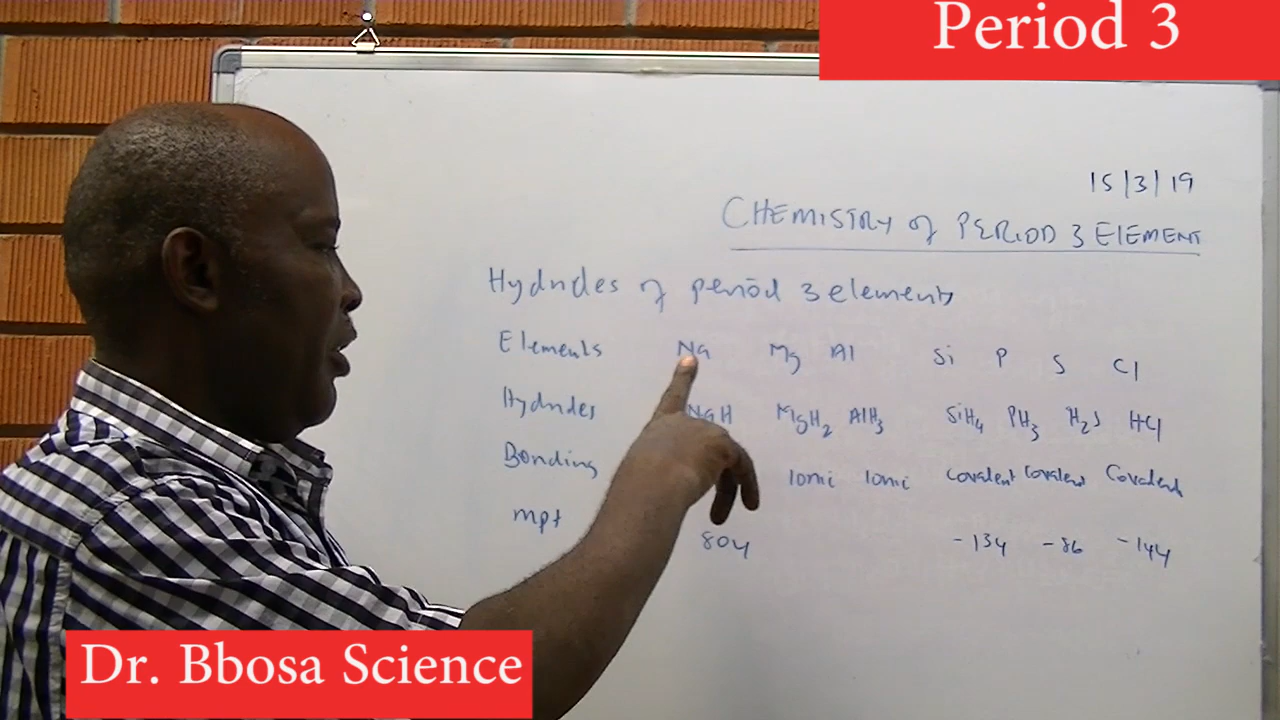 Period 3
15/3/19
CHEMISTRY of PERIOD 3 ELEMENT
Hydrides of period 3 elements
Elements Na Mg Al Si P S Cl
Hydrides NaH MgH2 AlH3 SiH4 PH3 H2S HCl
Bonding Ionic Ionic Covalent Covalent Covalent
mpt 804 -134 -86 -144
Dr. Bbosa Science